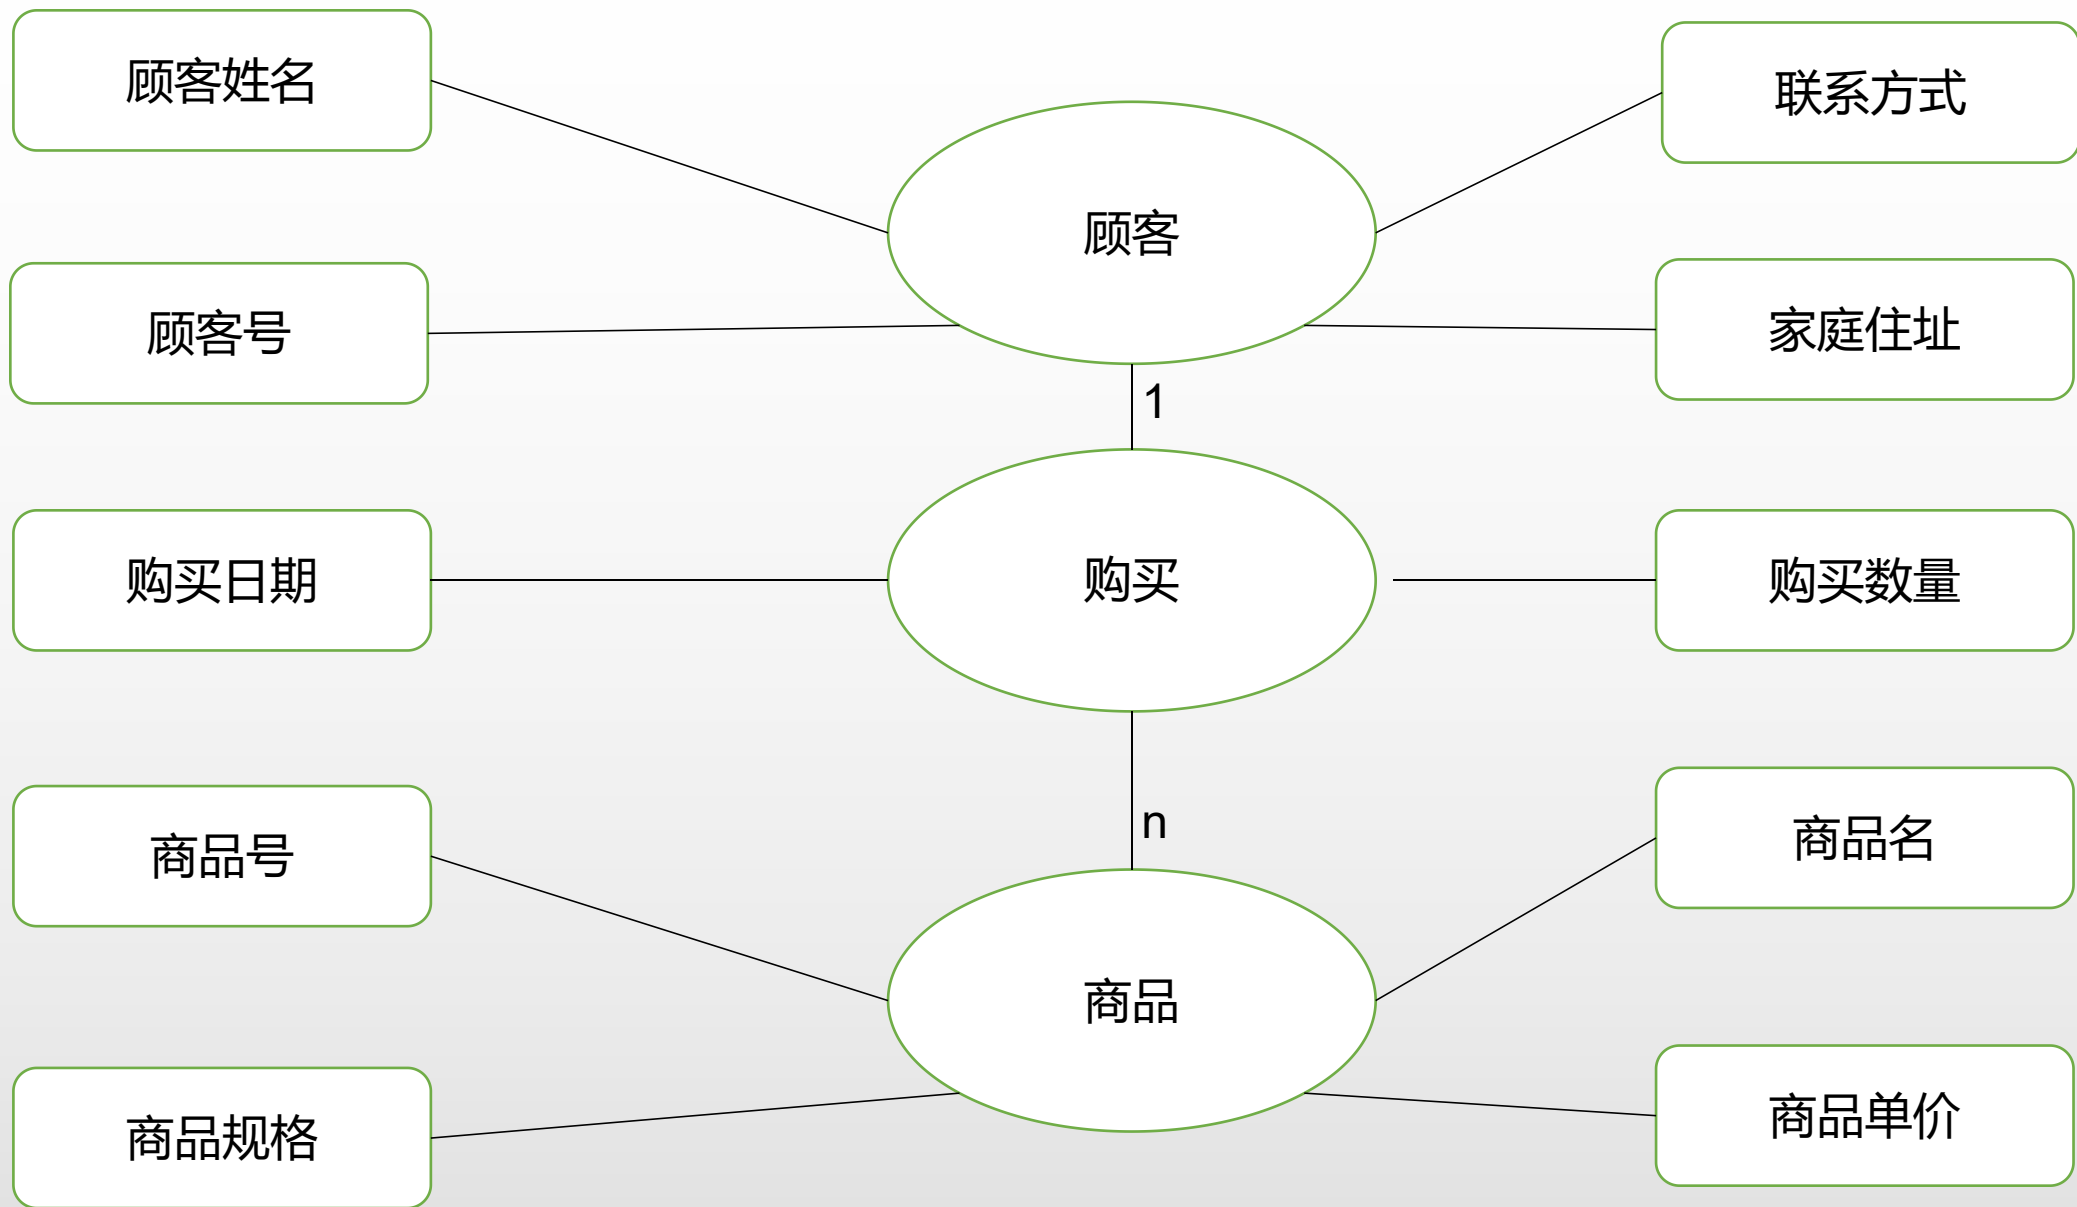 顾客姓名
联系方式
顾客
顾客号
家庭住址
1
购买日期
购买
购买数量
n
商品号
商品名
商品
商品规格
商品单价